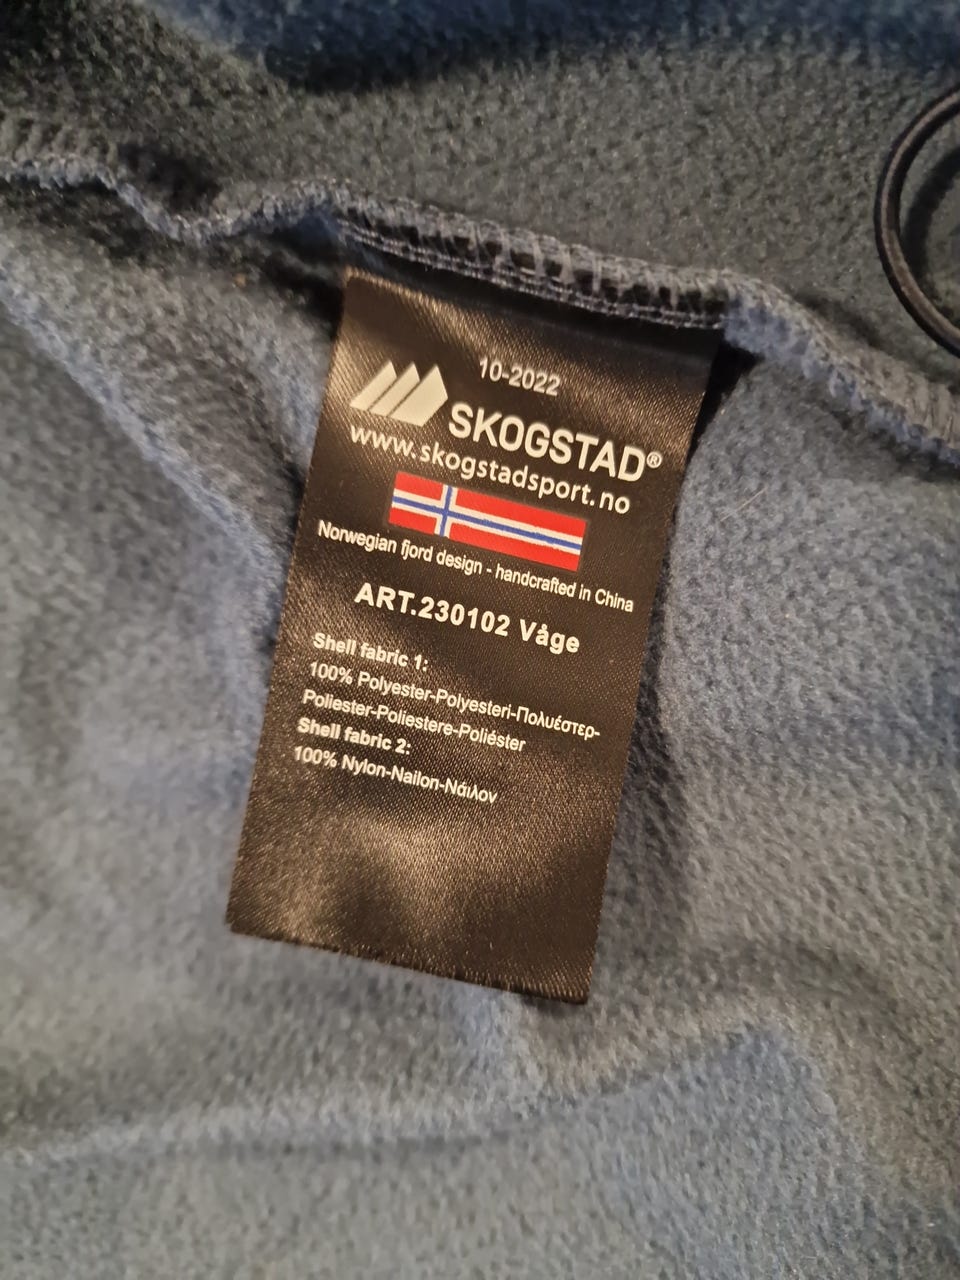 10-2022
SKOGSTAD®
www.skogstadsport.no
Norwegian fjord design - handcrafted in China
ART.230102 Våge
Shell fabric 1:
100% Polyester-Polyesteri-Πολυέστερ-
Poliester-Poliestere-Poliéster
Shell fabric 2:
100% Nylon-Nailon-Νάιλον